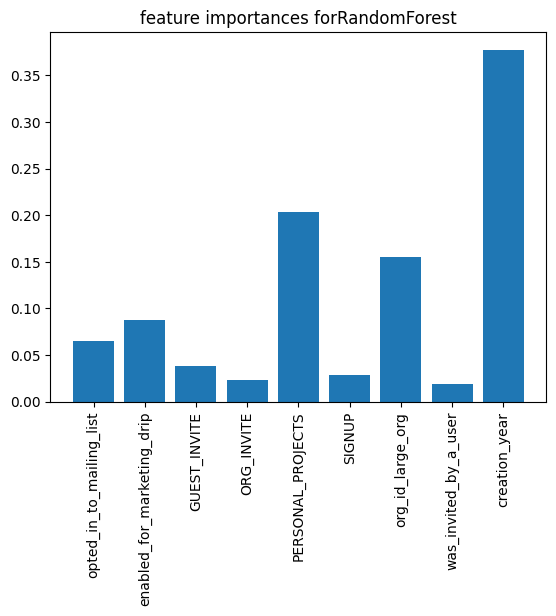 feature importances forRandomForest
0.35
0.30
0.25
0.20
0.15
0.10
0.05
0.00
opted_in_to_mailing_list
enabled_for_marketing_drip
GUEST_INVITE
ORG_INVITE
PERSONAL_PROJECTS
SIGNUP
org_id_large_org
was_invited_by_a_user
creation_year